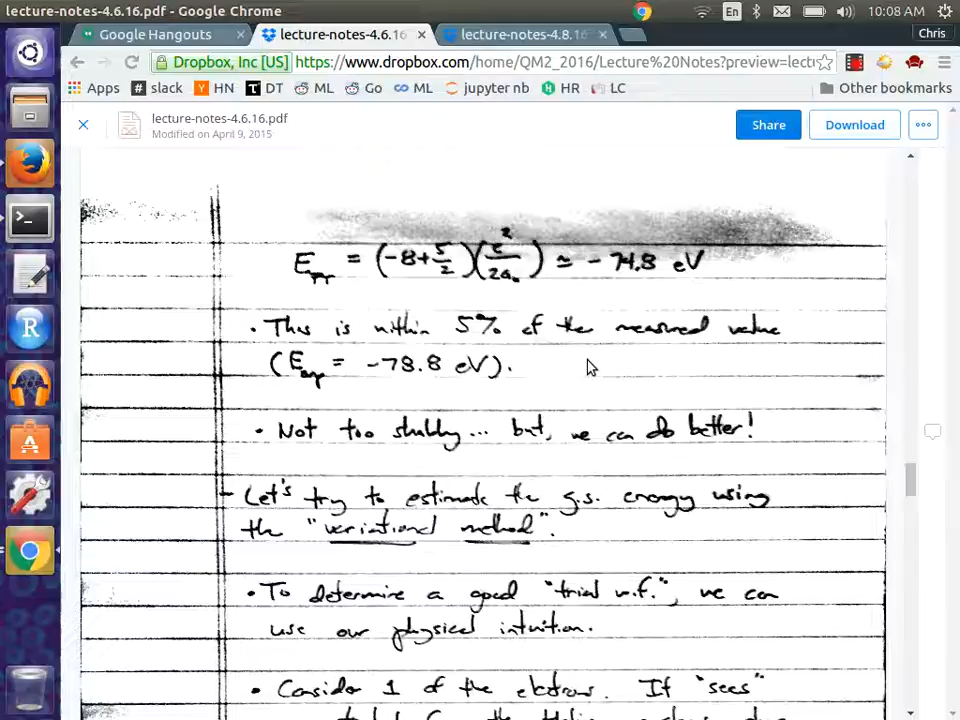 lecture-notes-4.6.16.pdf - Google Chrome
En
10:08 AM
Google Hangouts
lecture-notes-4.6.16
lecture-notes-4.8.16
Chris
Dropbox, Inc [US]
https://www.dropbox.com/home/QM2_2016/Lecture%20Notes?preview=lect
Apps
slack
HN
DT
ML
Go
ML
jupyter nb
HR
LC
Other bookmarks
lecture-notes-4.6.16.pdf
Modified on April 9, 2015
Share
Download
E_pr = (-8+5/2)(e²/2a₀) ≃ -74.8 eV
• This is within 5% of the measured value
(E_exp = -78.8 eV).
• Not too shabby... but, we can do better!
- Let's try to estimate the g.s. energy using
the "variational method".
• To determine a good "trial w.f.", we can
use our physical intuition.
• Consider 1 of the electrons. If "sees"